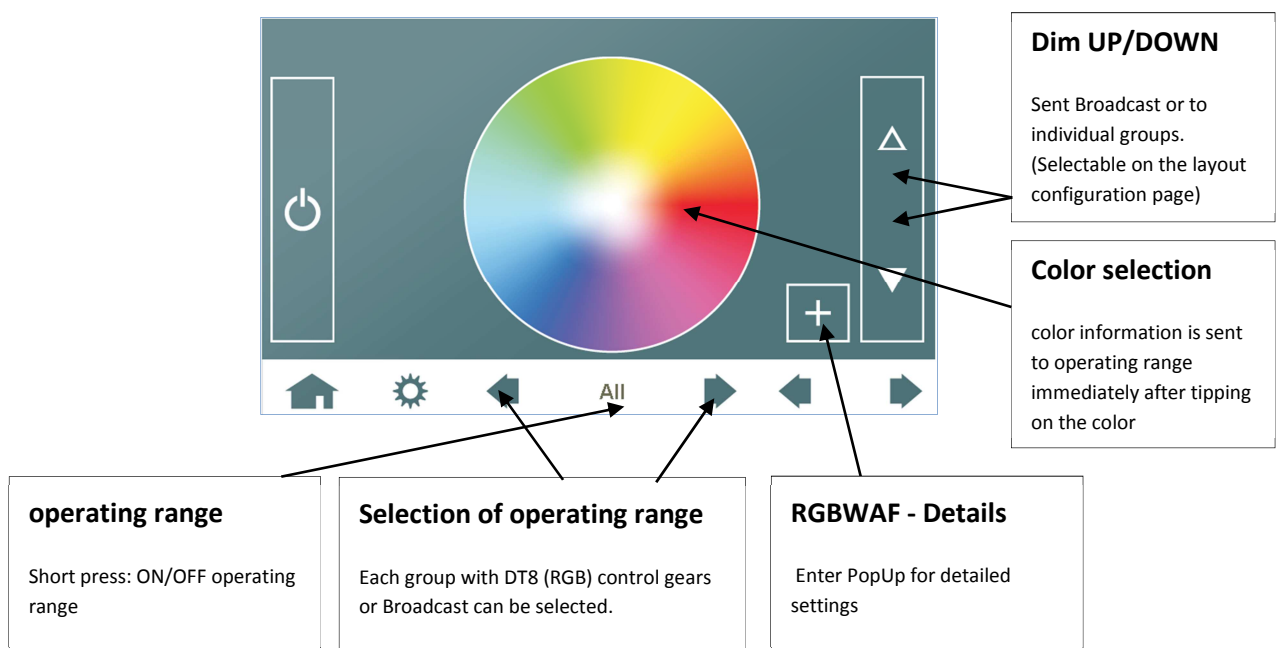 Dim UP/DOWN
Sent Broadcast or to
individual groups.
(Selectable on the layout
configuration page)
Color selection
color information is sent
to operating range
immediately after tipping
on the color
All
operating range
Short press: ON/OFF operating
range
Selection of operating range
Each group with DT8 (RGB) control gears
or Broadcast can be selected.
RGBWAF - Details
Enter PopUp for detailed
settings